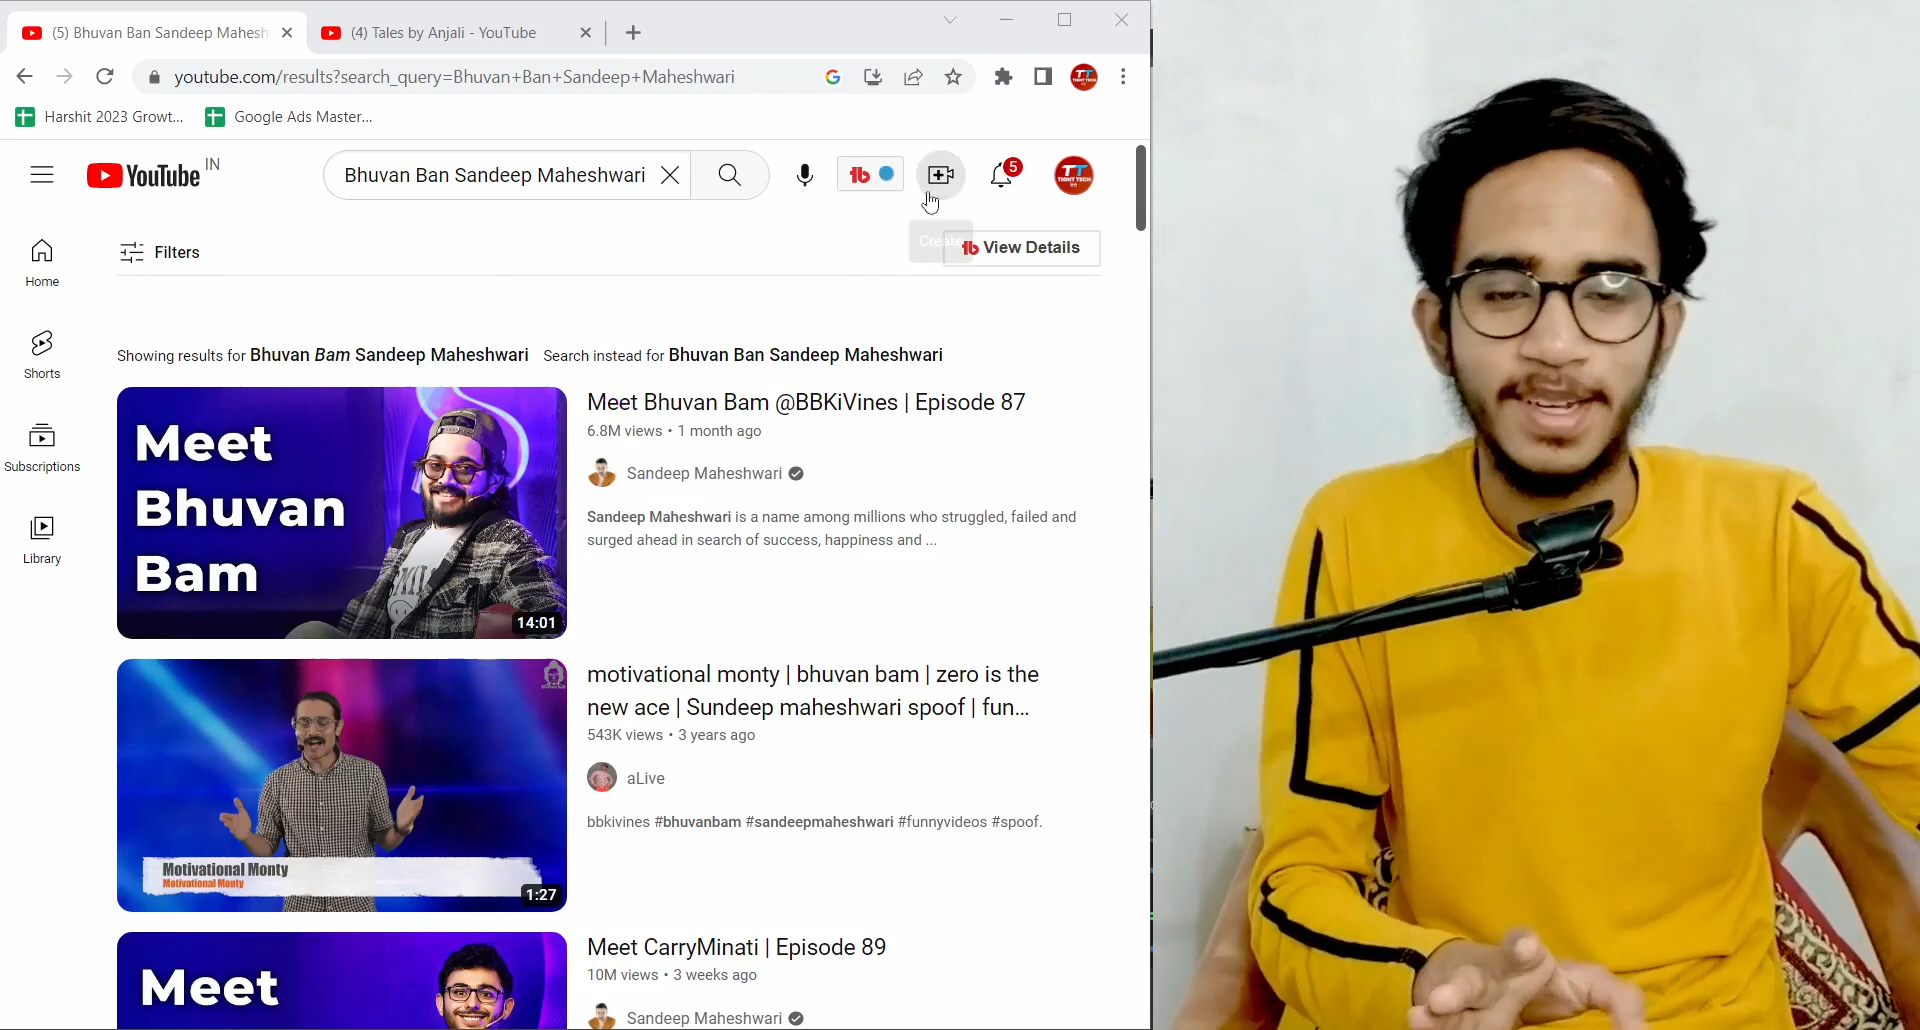 (5) Bhuvan Ban Sandeep Mahesh
(4) Tales by Anjali - YouTube
youtube.com/results?search_query=Bhuvan+Ban+Sandeep+Maheshwari
Harshit 2023 Growt...
Google Ads Master...
YouTube IN
Bhuvan Ban Sandeep Maheshwari
5
TT
TIGHT TECH
Create
Filters
View Details
Home
Shorts
Subscriptions
Library
Showing results for Bhuvan Bam Sandeep Maheshwari Search instead for Bhuvan Ban Sandeep Maheshwari
Meet
Bhuvan
Bam
14:01
Meet Bhuvan Bam @BBKiVines | Episode 87
6.8M views • 1 month ago
Sandeep Maheshwari
Sandeep Maheshwari is a name among millions who struggled, failed and
surged ahead in search of success, happiness and ...
Motivational Monty
Motivational Monty
1:27
motivational monty | bhuvan bam | zero is the
new ace | Sundeep maheshwari spoof | fun...
543K views • 3 years ago
aLive
bbkivines #bhuvanbam #sandeepmaheshwari #funnyvideos #spoof.
Meet
Meet CarryMinati | Episode 89
10M views • 3 weeks ago
Sandeep Maheshwari